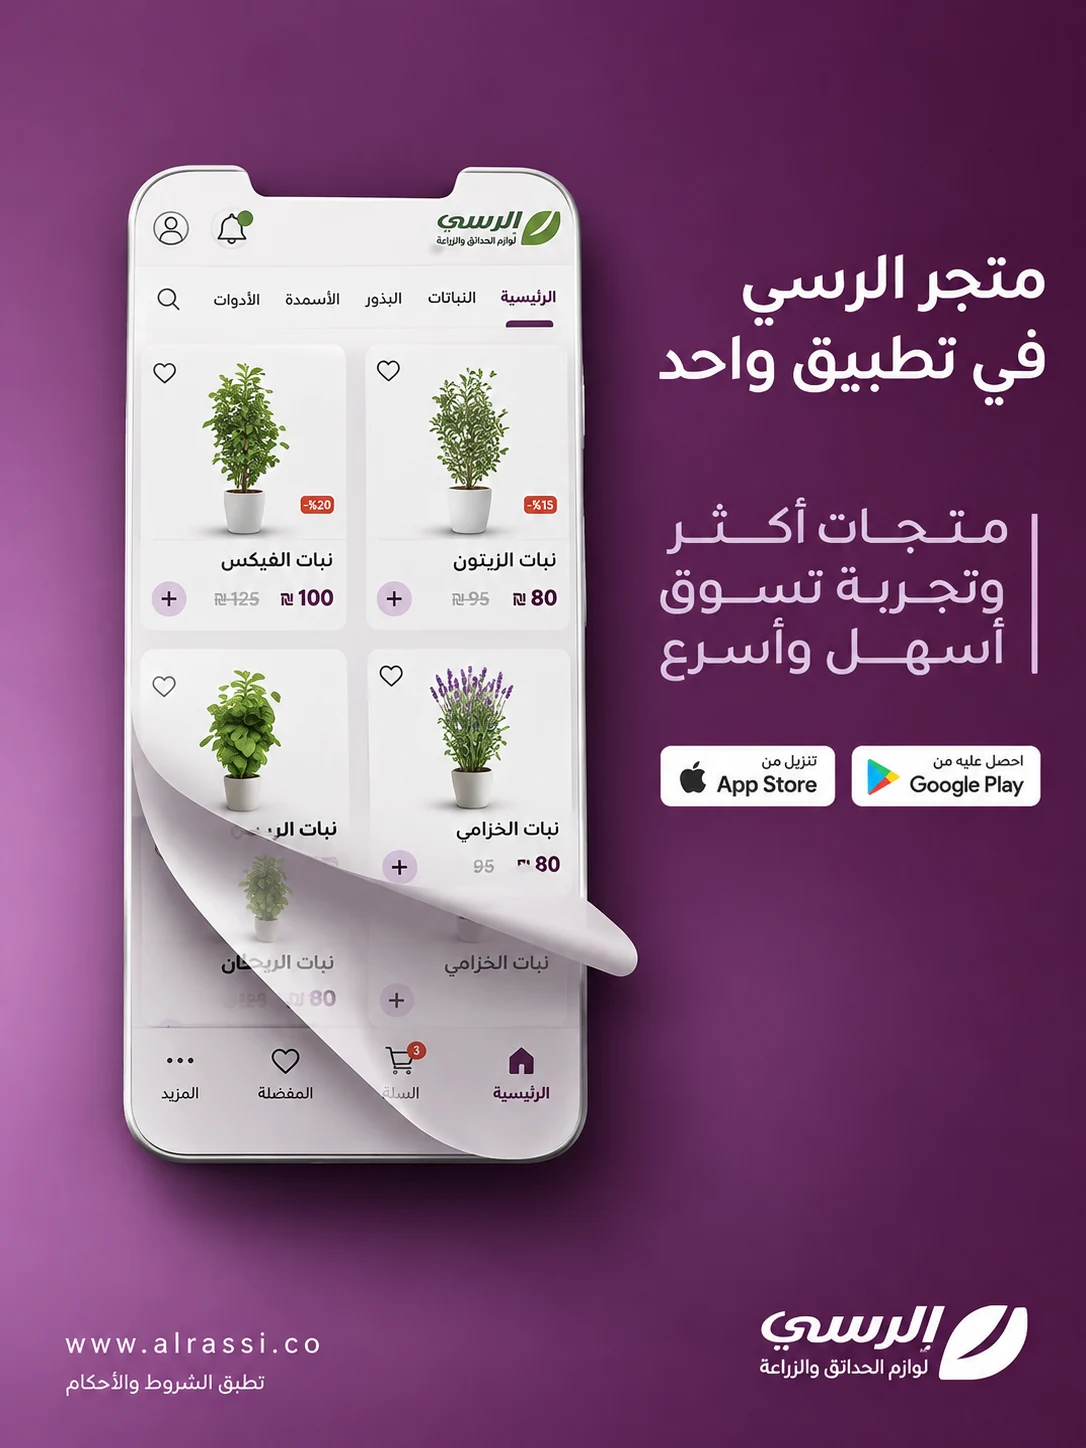 الرسي
لوازم الحدائق والزراعة
الرئيسية
النباتات
البذور
الأسمدة
الأدوات
-%15
-%20
نبات الزيتون
80 ₪
95 ₪
نبات الفيكس
100 ₪
125 ₪
نبات الخزامي
80
95
نبات
نبات الخزامي
نبات الريحان
80
الرئيسية
السلة
3
المفضلة
المزيد
متجر الرسي
في تطبيق واحد
متجات أكثر
وتجربة تسوق
أسهل وأسرع
احصل عليه من
Google Play
تنزيل من
App Store
الرسي
لوازم الحدائق والزراعة
www.alrassi.co
تطبق الشروط والأحكام